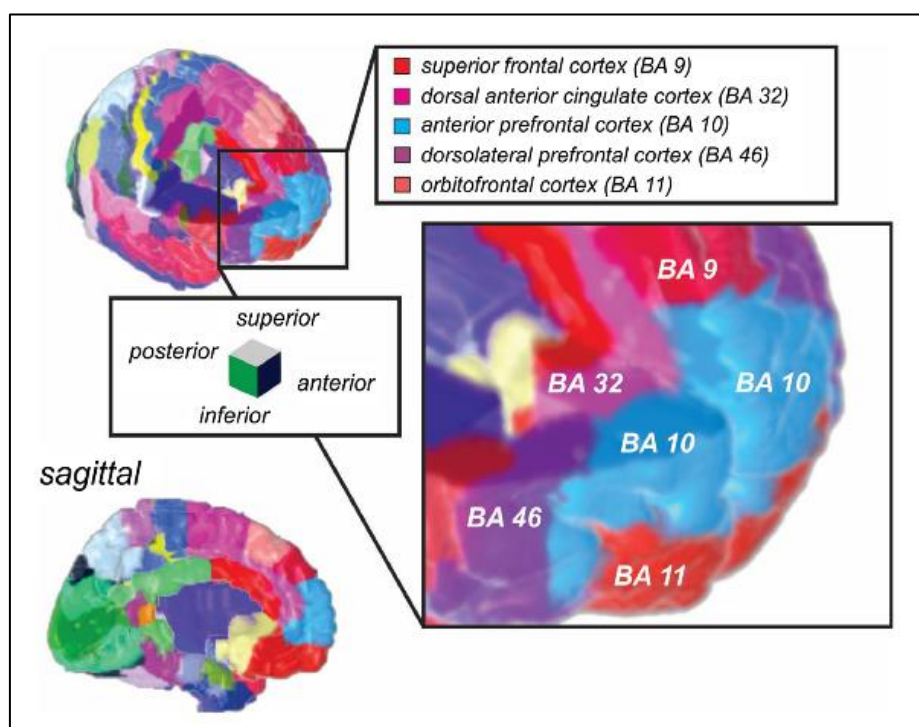 superior frontal cortex (BA 9)
dorsal anterior cingulate cortex (BA 32)
anterior prefrontal cortex (BA 10)
dorsolateral prefrontal cortex (BA 46)
orbitofrontal cortex (BA 11)
superior
posterior
anterior
inferior
BA 9
BA 32
BA 10
BA 10
BA 46
BA 11
sagittal